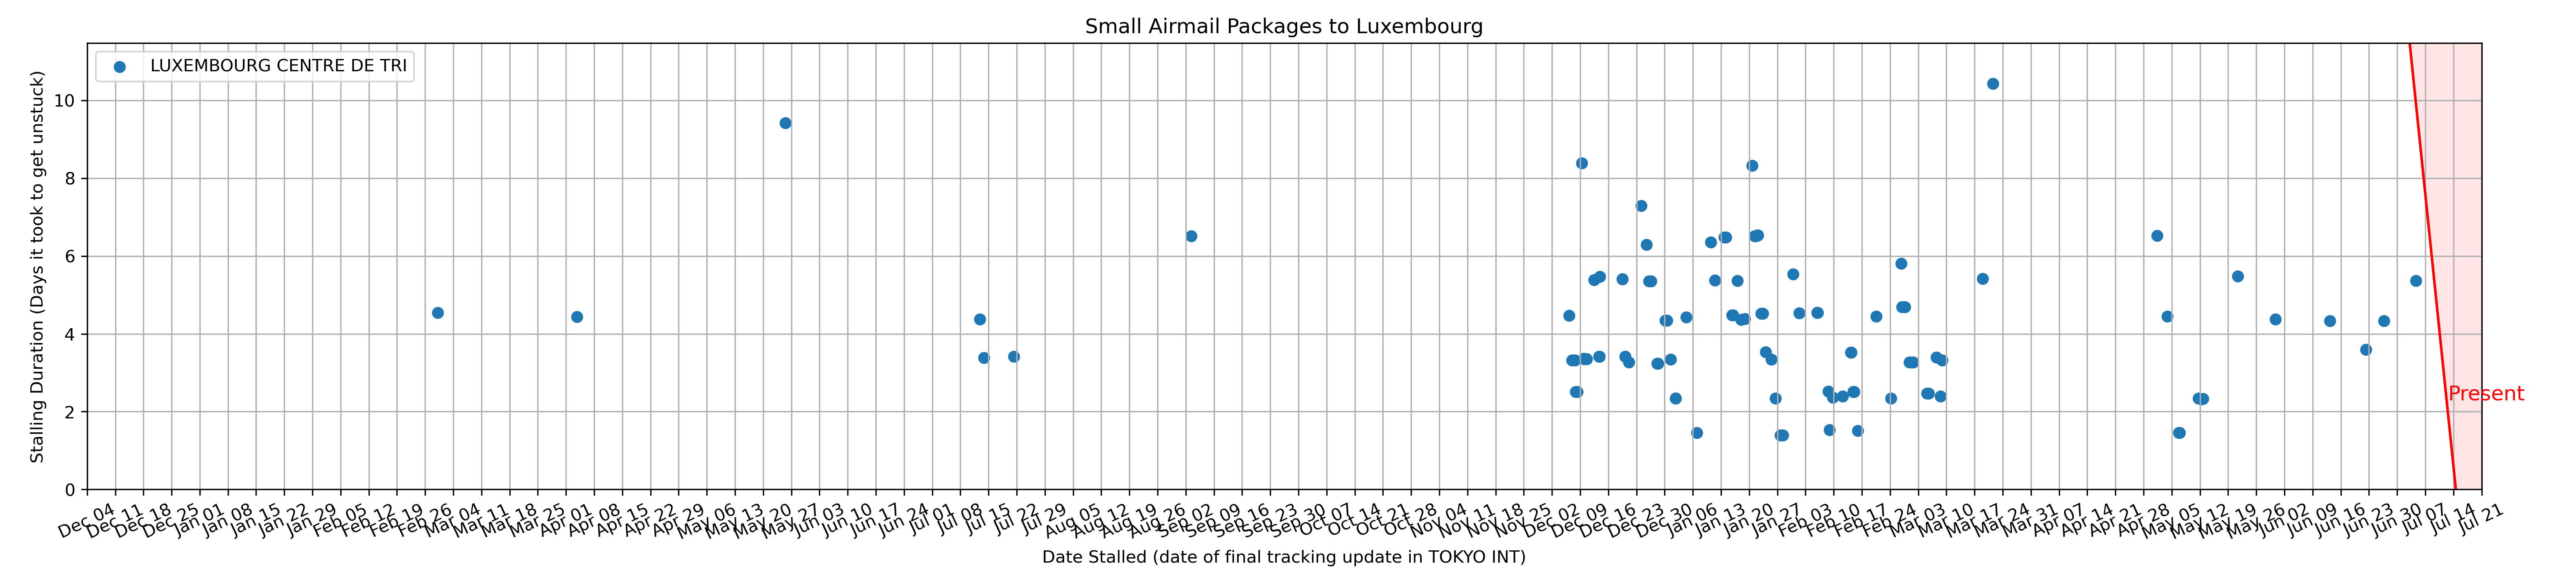 Small Airmail Packages to Luxembourg
LUXEMBOURG CENTRE DE TRI
Stalling Duration (Days it took to get unstuck)
10
8
6
4
2
0
Present
Dec 04
Dec 11
Dec 18
Dec 25
Jan 01
Jan 08
Jan 15
Jan 22
Jan 29
Feb 05
Feb 12
Feb 19
Feb 26
Mar 04
Mar 11
Mar 18
Mar 25
Apr 01
Apr 08
Apr 15
Apr 22
Apr 29
May 06
May 13
May 20
May 27
Jun 03
Jun 10
Jun 17
Jun 24
Jul 01
Jul 08
Jul 15
Jul 22
Jul 29
Aug 05
Aug 12
Aug 19
Aug 26
Sep 02
Sep 09
Sep 16
Sep 23
Sep 30
Oct 07
Oct 14
Oct 21
Oct 28
Nov 04
Nov 11
Nov 18
Nov 25
Dec 02
Dec 09
Dec 16
Dec 23
Dec 30
Jan 06
Jan 13
Jan 20
Jan 27
Feb 03
Feb 10
Feb 17
Feb 24
Mar 03
Mar 10
Mar 17
Mar 24
Mar 31
Apr 07
Apr 14
Apr 21
Apr 28
May 05
May 12
May 19
May 26
Jun 02
Jun 09
Jun 16
Jun 23
Jun 30
Jul 07
Jul 14
Jul 21
Date Stalled (date of final tracking update in TOKYO INT)